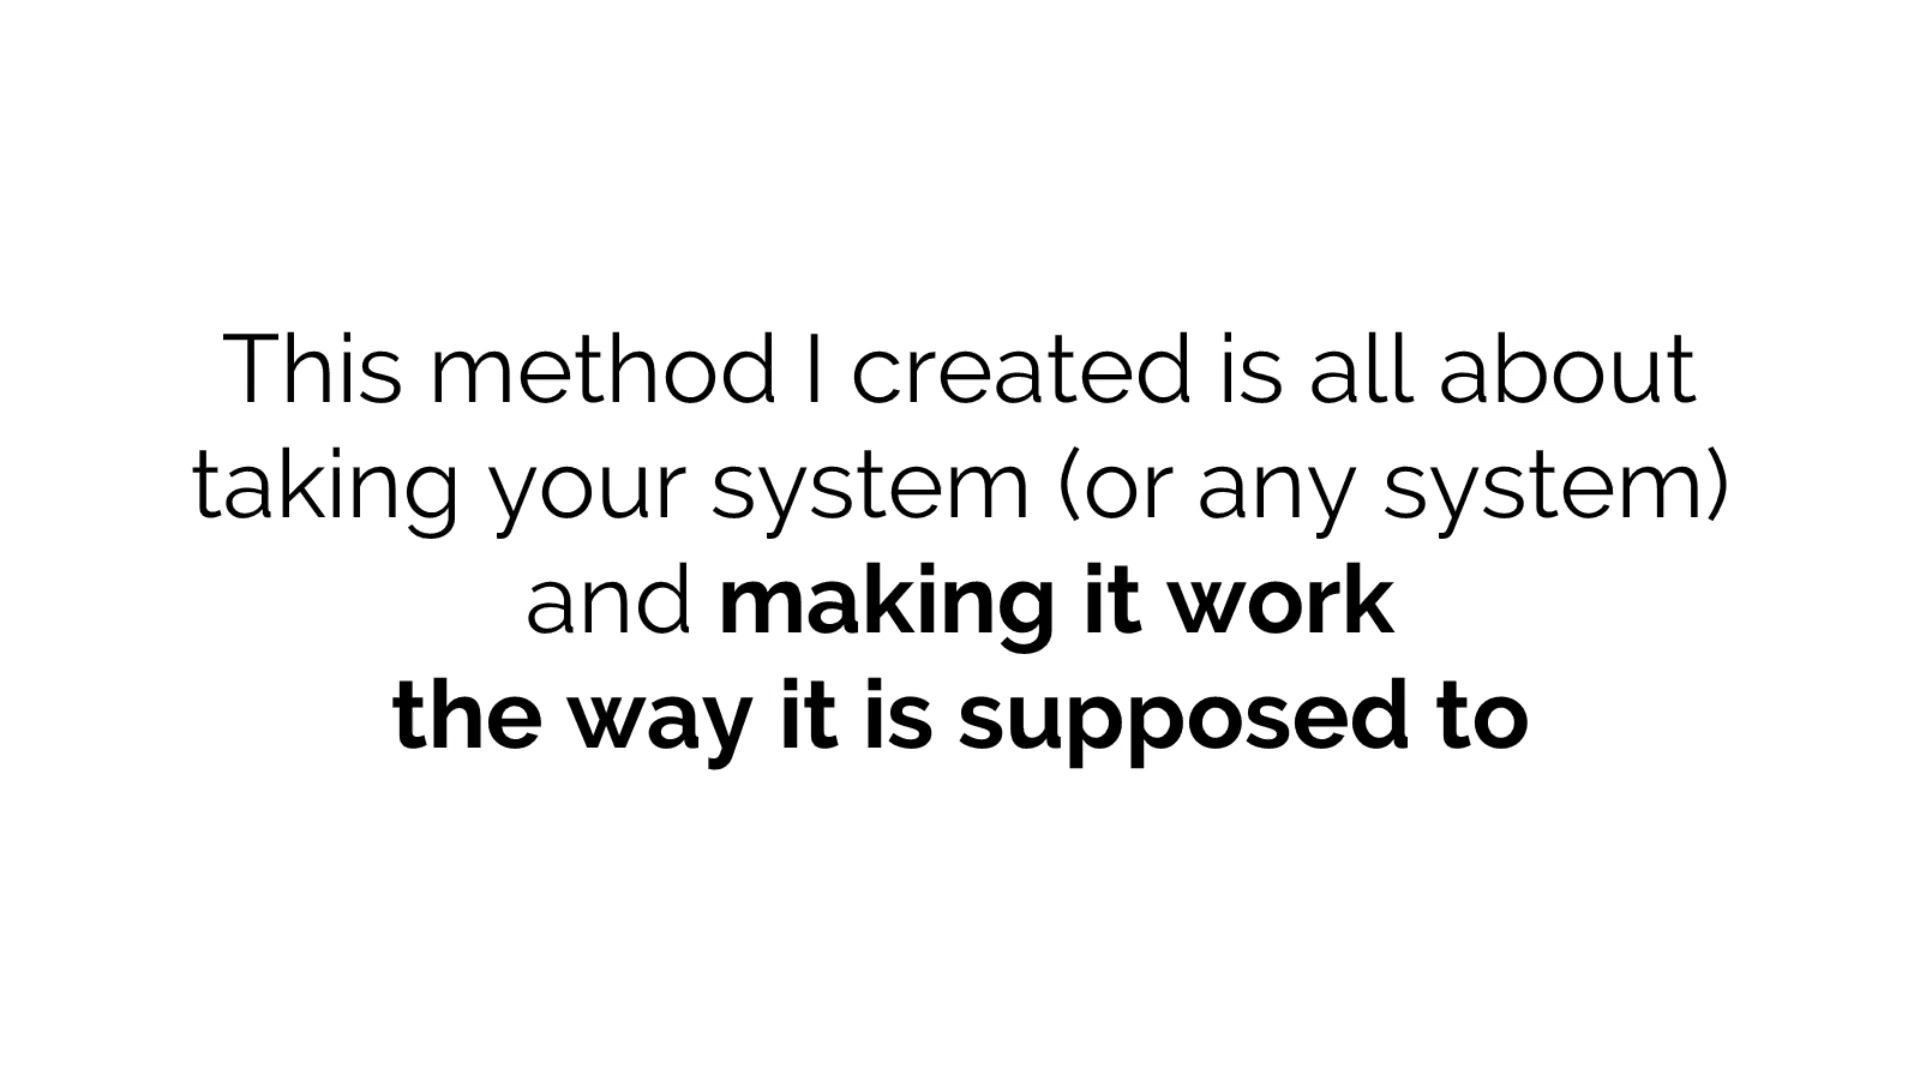 This method I created is all about
taking your system (or any system)
and making it work
the way it is supposed to